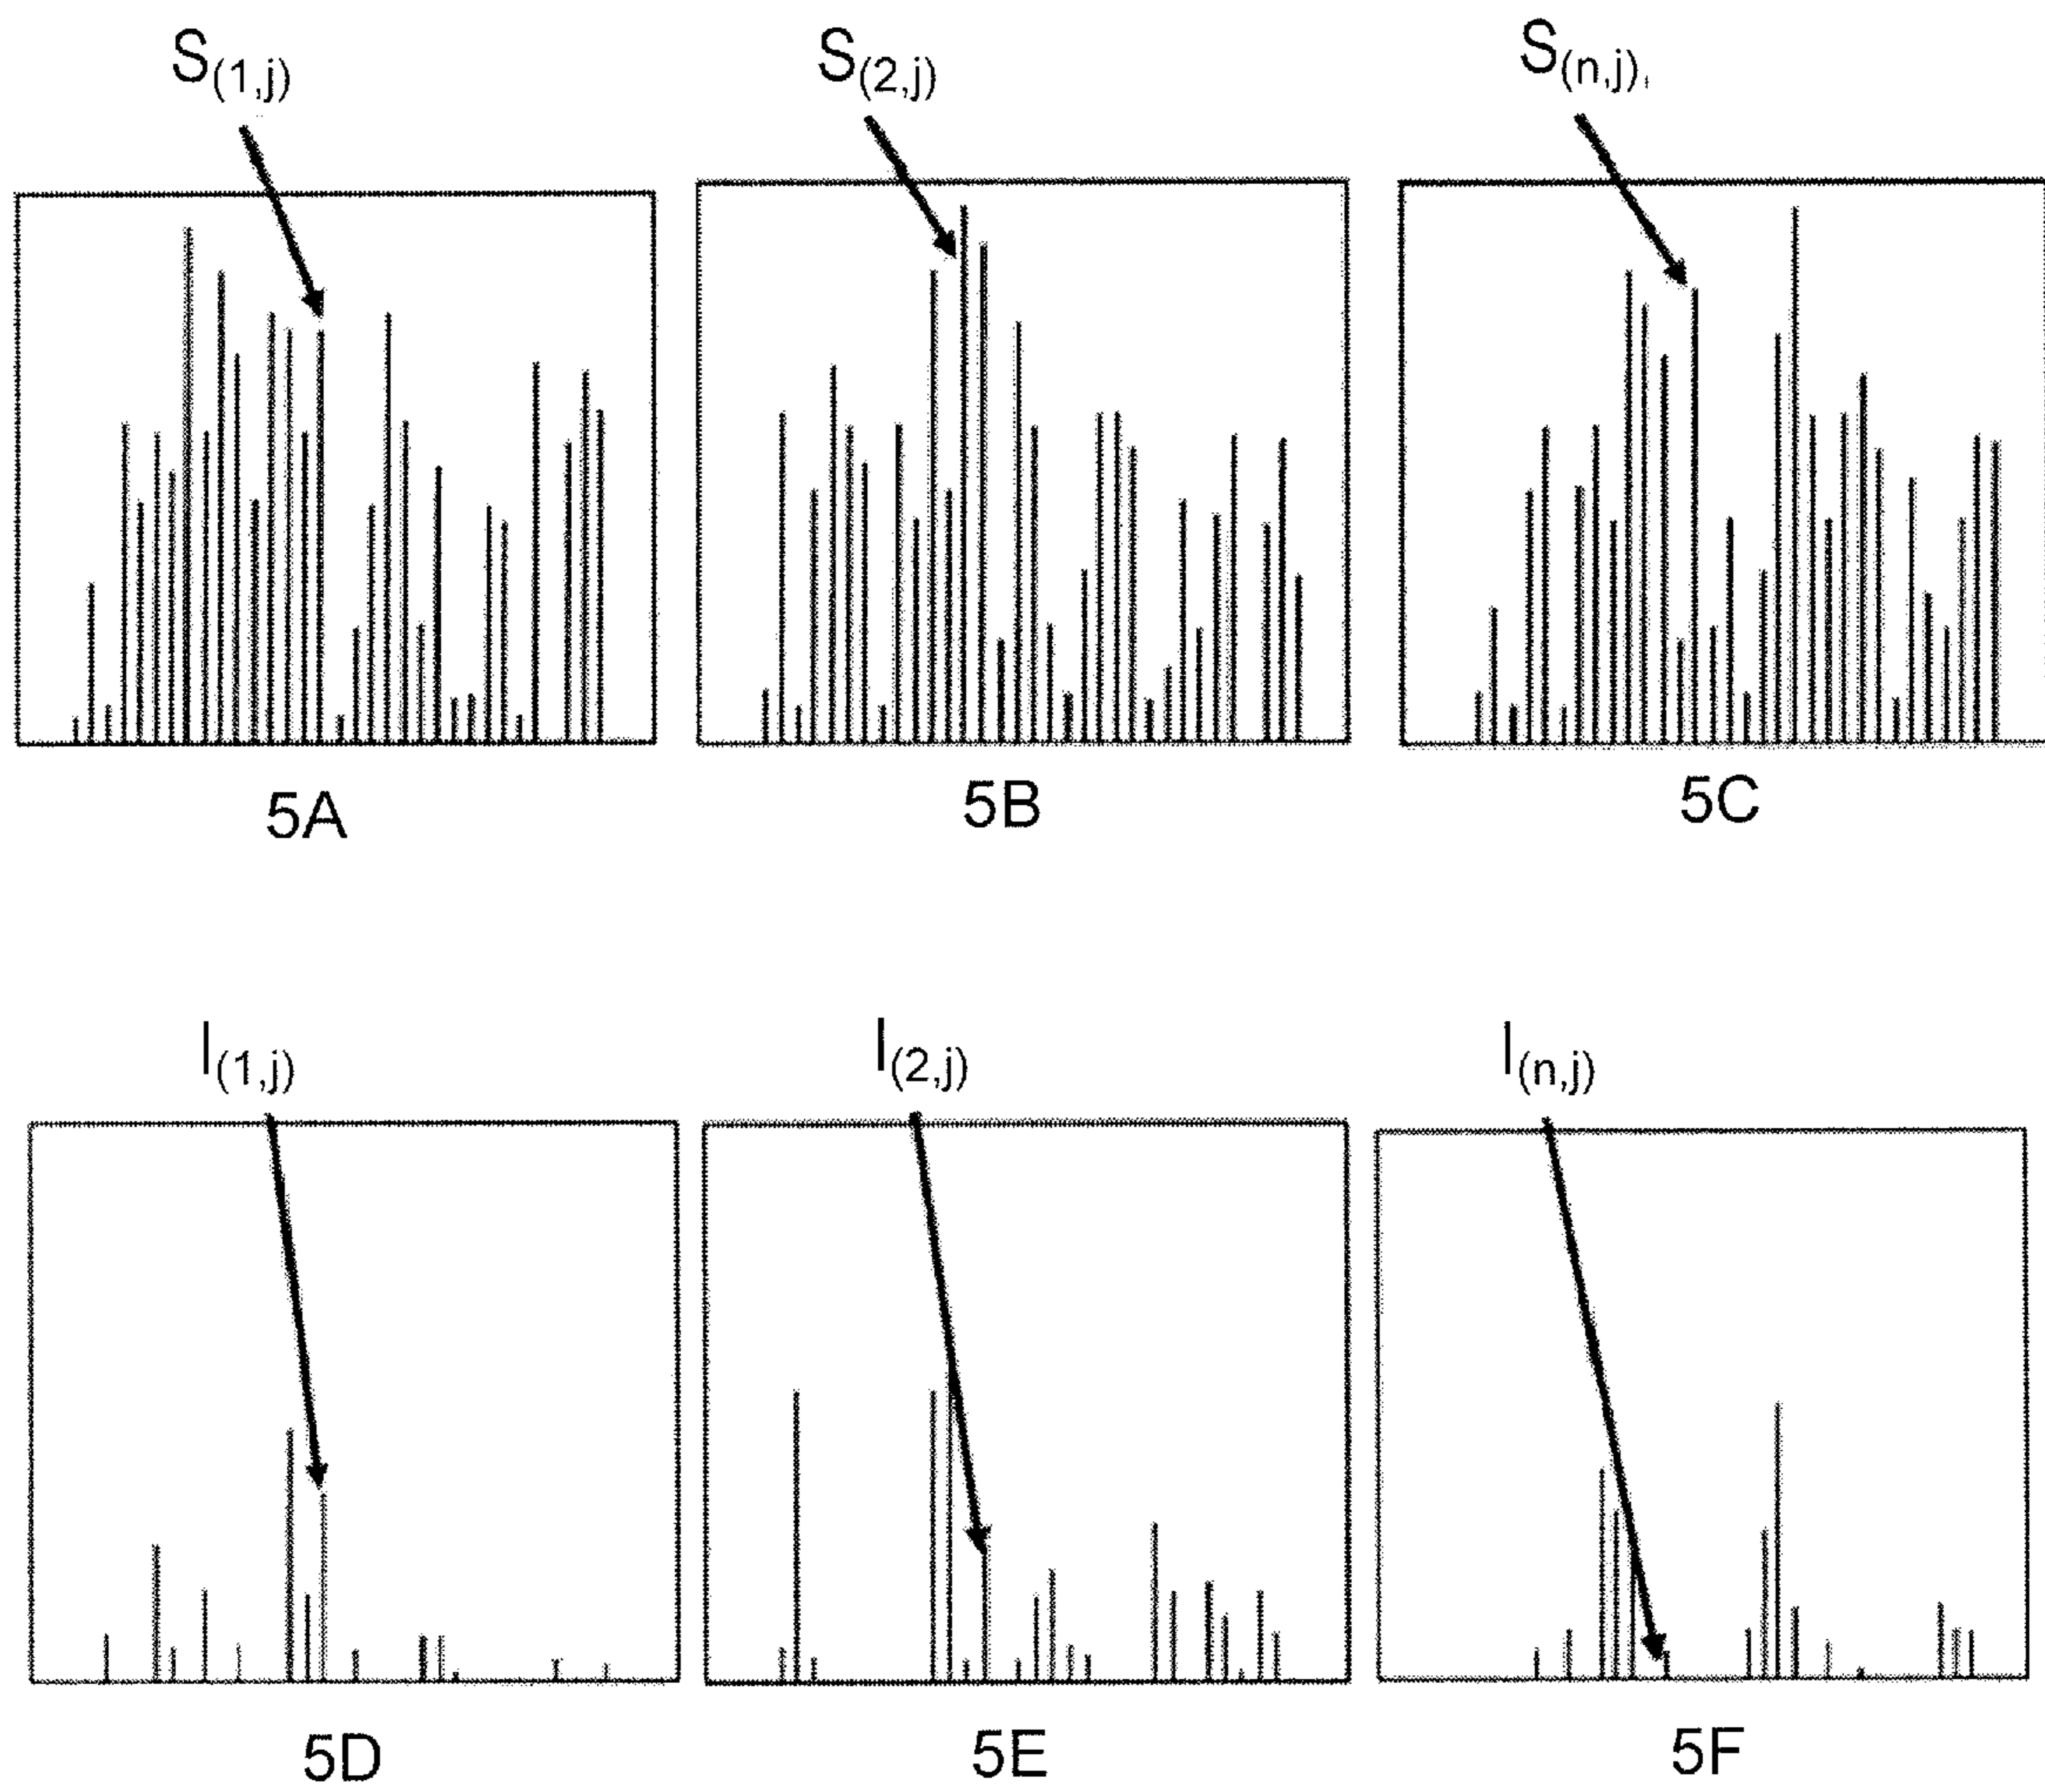 S(1,j)
S(2,j)
S(n,j),
5A
5B
5C
I(1,j)
I(2,j)
I(n,j)
5D
5E
5F